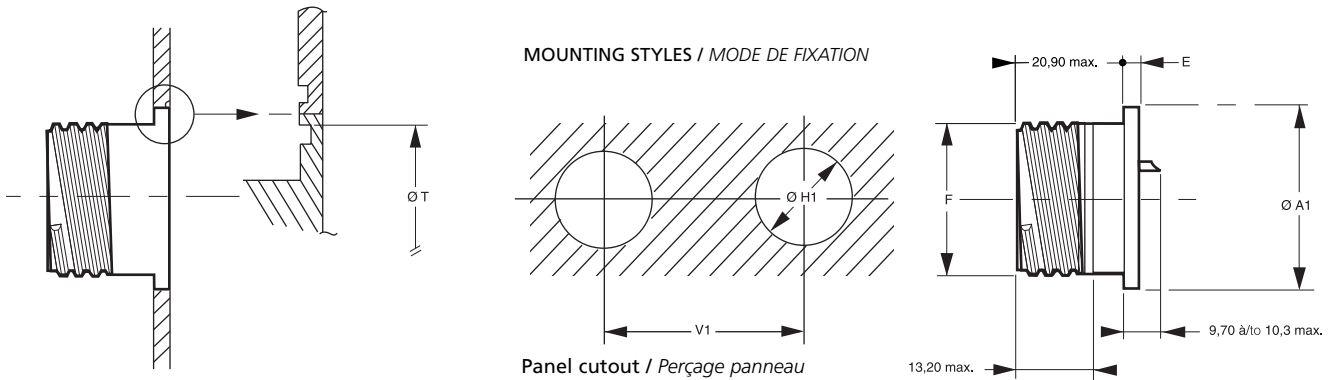 MOUNTING STYLES / MODE DE FIXATION
20,90 max.
E
Ø T
Ø H1
F
Ø A1
V1
9,70 à/to 10,3 max.
Panel cutout / Perçage panneau
13,20 max.